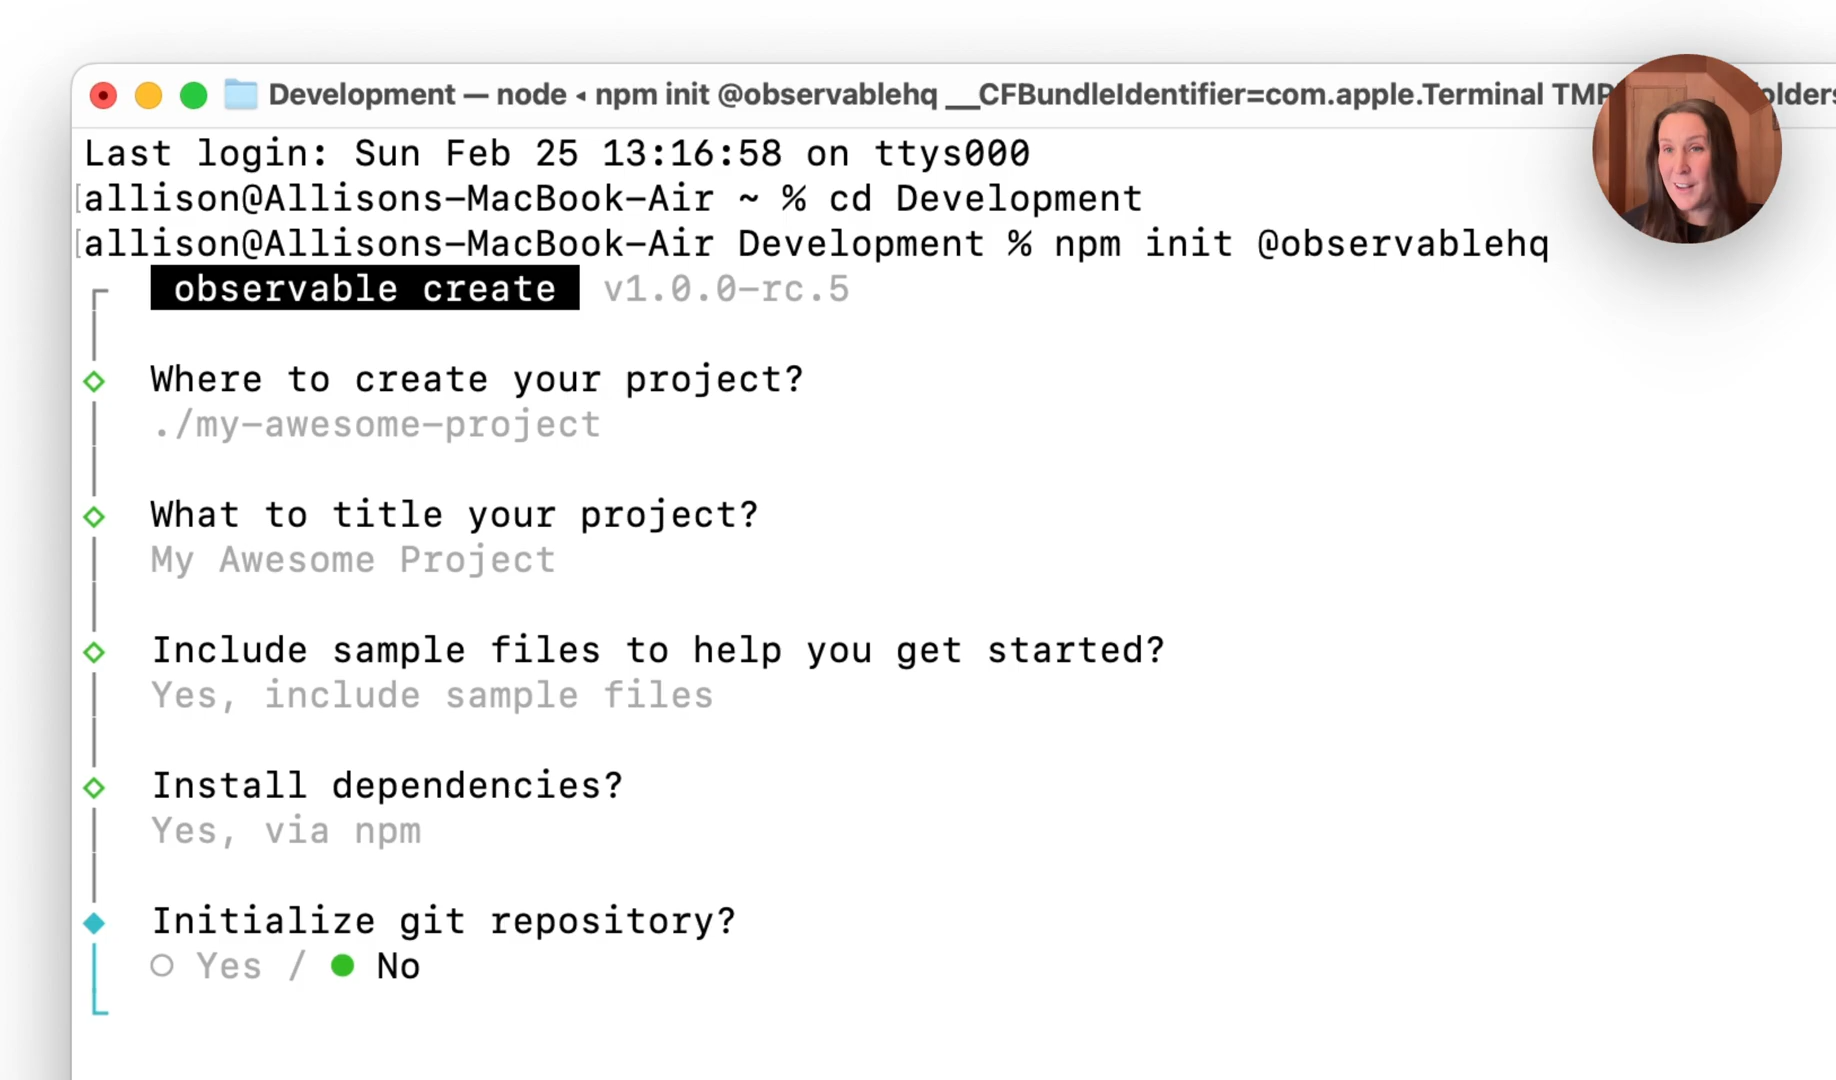 Development — node ◂ npm init @observablehq __CFBundleIdentifier=com.apple.Terminal TMP
Last login: Sun Feb 25 13:16:58 on ttys000
[allison@Allisons-MacBook-Air ~ % cd Development
[allison@Allisons-MacBook-Air Development % npm init @observablehq
observable create v1.0.0-rc.5
Where to create your project?
./my-awesome-project
What to title your project?
My Awesome Project
Include sample files to help you get started?
Yes, include sample files
Install dependencies?
Yes, via npm
Initialize git repository?
○ Yes / ● No